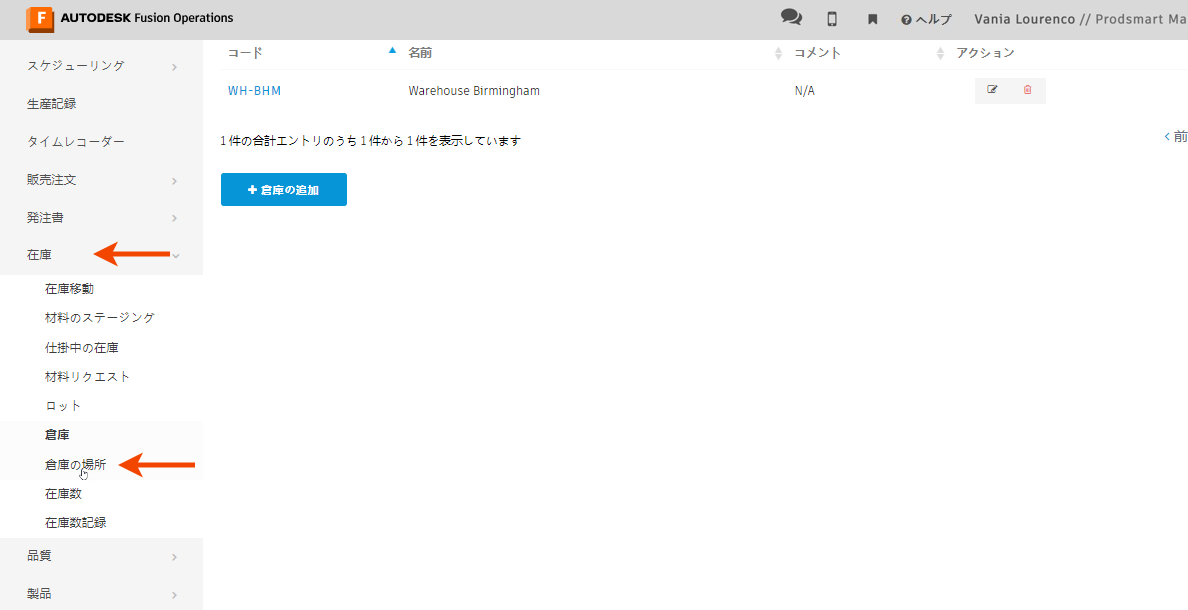 F AUTODESK Fusion Operations ヘルプ Vania Lourenco // Prodsmart Ma
スケジューリング
生産記録
タイムレコーダー
販売注文
発注書
在庫
在庫移動
材料のステージング
仕掛中の在庫
材料リクエスト
ロット
倉庫
倉庫の場所
在庫数
在庫数記録
品質
製品
コード 名前 コメント アクション
WH-BHM Warehouse Birmingham N/A
1 件の合計エントリのうち 1 件から 1 件を表示しています
< 前
+ 倉庫の追加